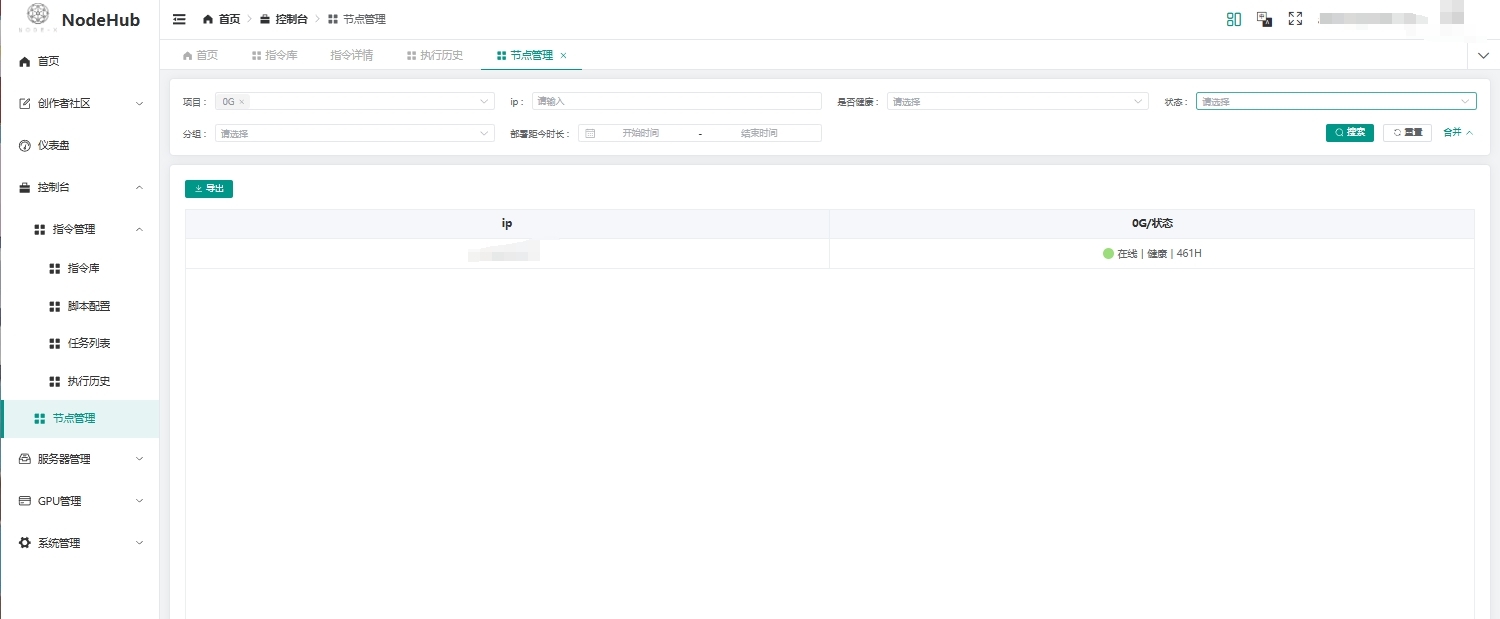 NodeHub
首页
创作者社区
仪表盘
控制台
指令管理
指令库
脚本配置
任务列表
执行历史
节点管理
服务器管理
GPU管理
系统管理
首页 控制台 节点管理
首页 指令库 指令详情 执行历史 节点管理 ×
项目： 0G × ip： 请输入 是否健康： 请选择 状态： 请选择
分组： 请选择 部署距今时长： 开始时间 - 结束时间 搜索 重置 合并
导出
ip 0G/状态
在线 | 健康 | 461H